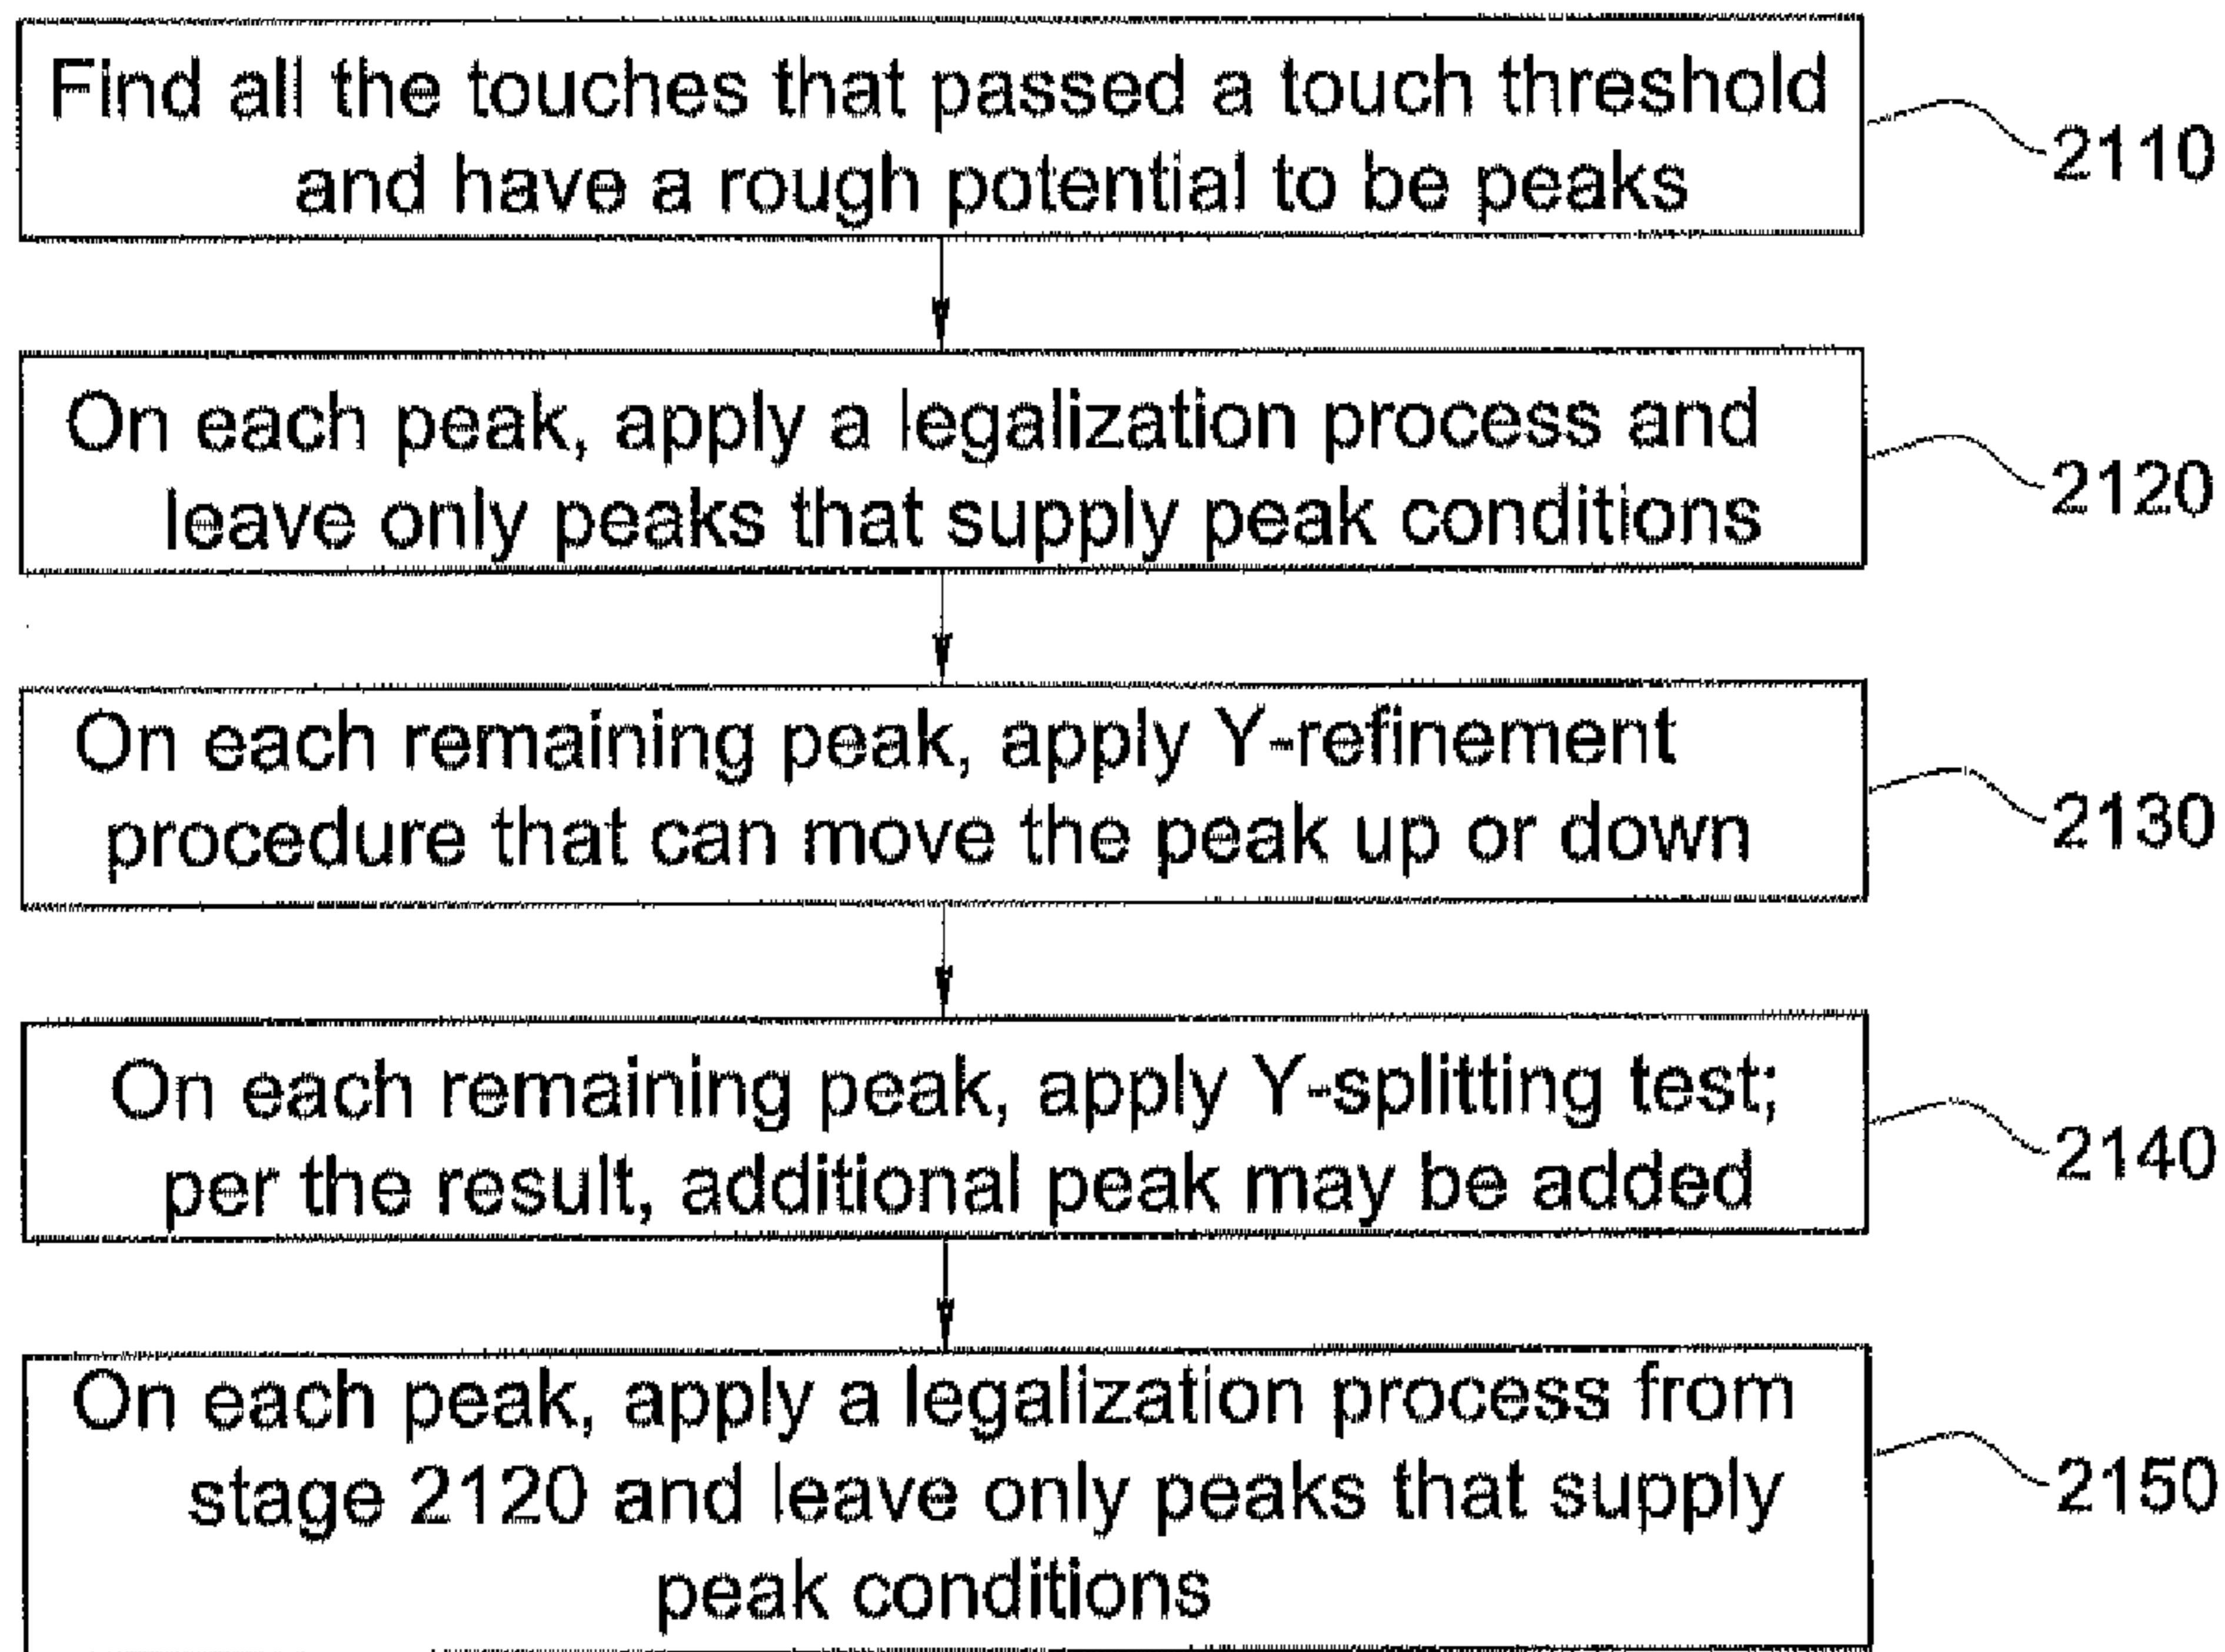 Find all the touches that passed a touch threshold
and have a rough potential to be peaks
2110
On each peak, apply a legalization process and
leave only peaks that supply peak conditions
2120
On each remaining peak, apply Y-refinement
procedure that can move the peak up or down
2130
On each remaining peak, apply Y-splitting test;
per the result, additional peak may be added
2140
On each peak, apply a legalization process from
stage 2120 and leave only peaks that supply
peak conditions
2150